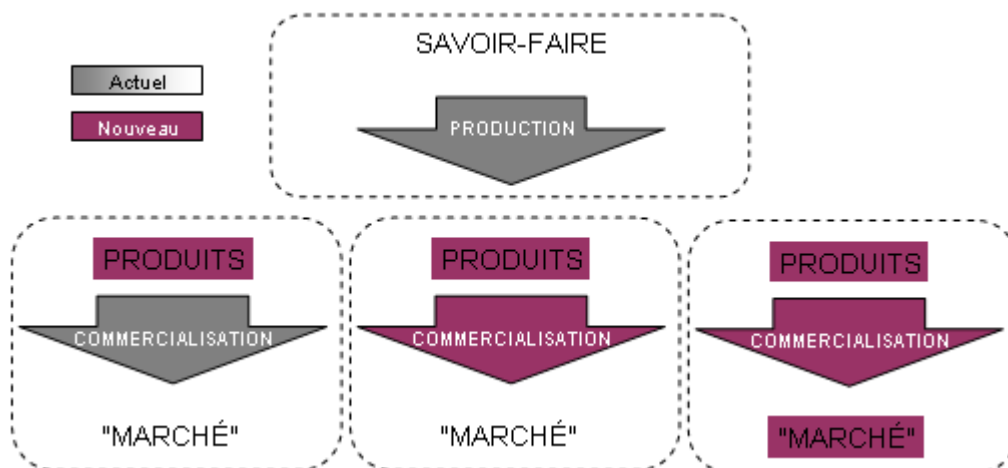 SAVOIR-FAIRE
Actuel
Nouveau
PRODUCTION
PRODUITS
COMMERCIALISATION
"MARCHÉ"
PRODUITS
COMMERCIALISATION
"MARCHÉ"
PRODUITS
COMMERCIALISATION
"MARCHÉ"